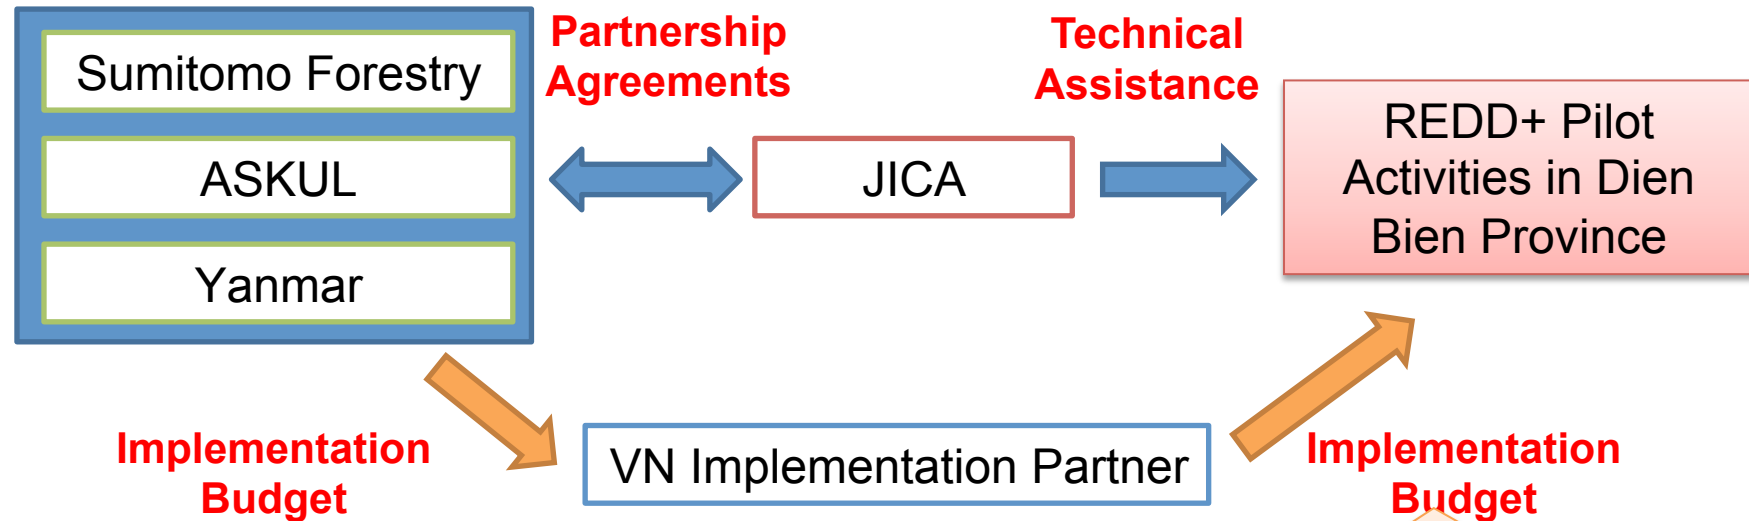 Sumitomo Forestry
ASKUL
Yanmar
Partnership
Agreements
JICA
Technical
Assistance
REDD+ Pilot
Activities in Dien
Bien Province
Implementation
Budget
VN Implementation Partner
Implementation
Budget